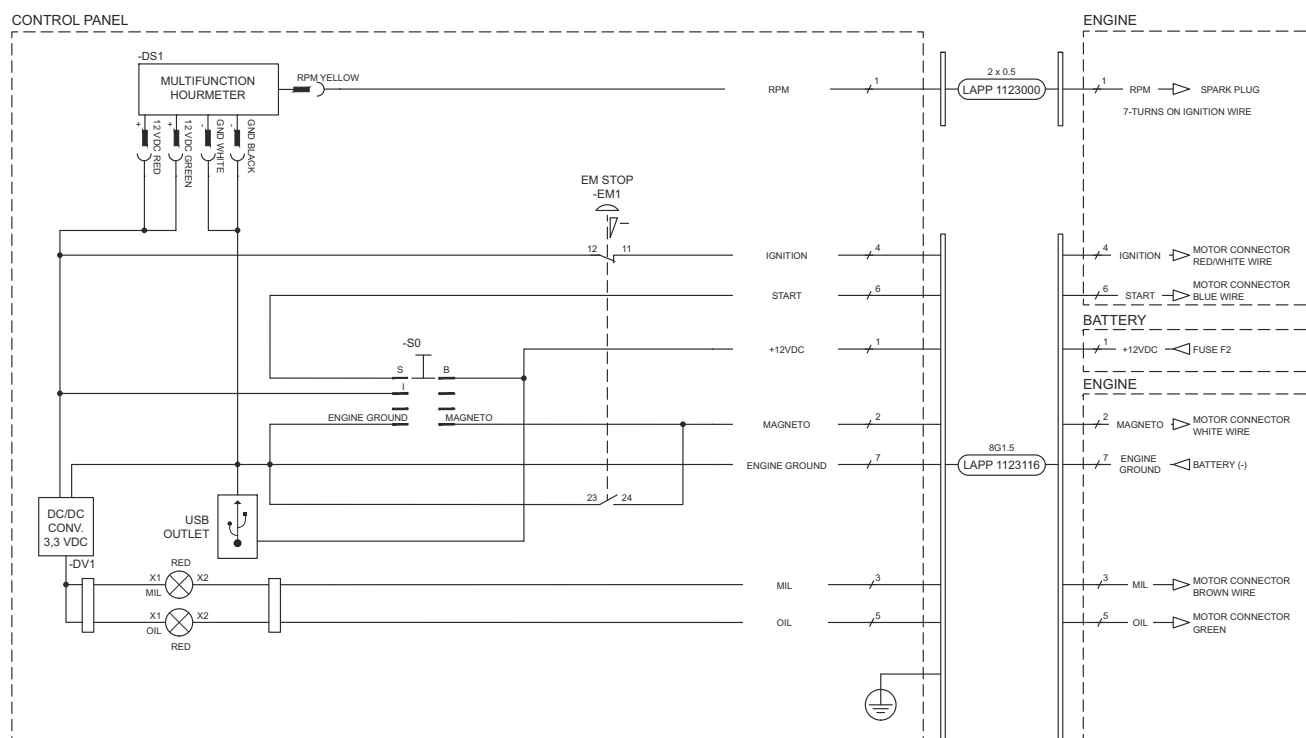 CONTROL PANEL
ENGINE
-DS1
MULTIFUNCTION
HOURMETER
RPM YELLOW
RPM
1
2 x 0.5
LAPP 1123000
1
RPM
SPARK PLUG
7-TURNS ON IGNITION WIRE
+
12 VDC RED
+
12 VDC GREEN
-
GND WHITE
-
GND BLACK
EM STOP
-EM1
12
11
IGNITION
4
4
IGNITION
MOTOR CONNECTOR
RED/WHITE WIRE
START
6
6
START
MOTOR CONNECTOR
BLUE WIRE
BATTERY
-S0
+12VDC
1
1
+12VDC
FUSE F2
S
B
I
ENGINE
ENGINE GROUND
MAGNETO
MAGNETO
2
2
MAGNETO
MOTOR CONNECTOR
WHITE WIRE
8G1.5
LAPP 1123116
ENGINE GROUND
7
7
ENGINE
GROUND
BATTERY (-)
23
24
DC/DC
CONV.
3,3 VDC
USB
OUTLET
-DV1
RED
X1
X2
MIL
MIL
3
3
MIL
MOTOR CONNECTOR
BROWN WIRE
X1
X2
OIL
RED
OIL
5
5
OIL
MOTOR CONNECTOR
GREEN